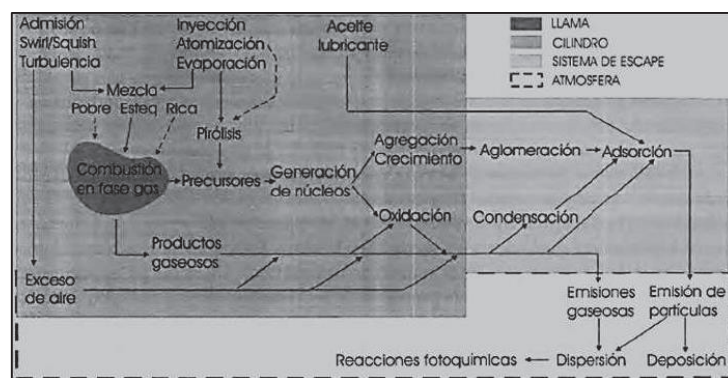 Admisión
Swirl/Squish
Turbulencia
Inyección
Atomización
Evaporación
Aceite
lubricante
LLAMA
CILINDRO
SISTEMA DE ESCAPE
ATMOSFERA
Mezcla
Pobre Esteq Rica
Pirólisis
Combustión
en fase gas
Precursores
Generación
de núcleos
Agregación
Crecimiento
Aglomeración
Adsorción
Oxidación
Condensación
Productos
gaseosos
Exceso
de aire
Emisiones
gaseosas
Emisión de
partículas
Reacciones fotoquímicas
Dispersión
Deposición